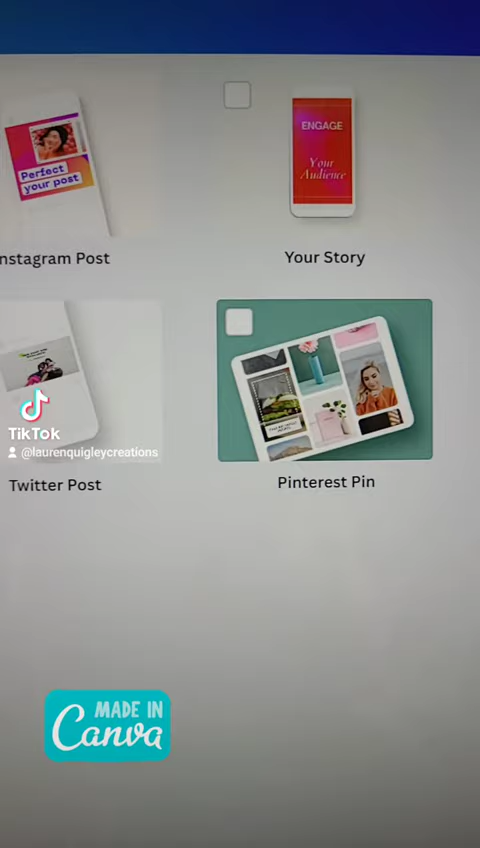 ENGAGE
Your
Audience
Perfect
your post
nstagram Post
Your Story
TikTok
@laurenquigleycreations
Twitter Post
Pinterest Pin
MADE IN
Canva